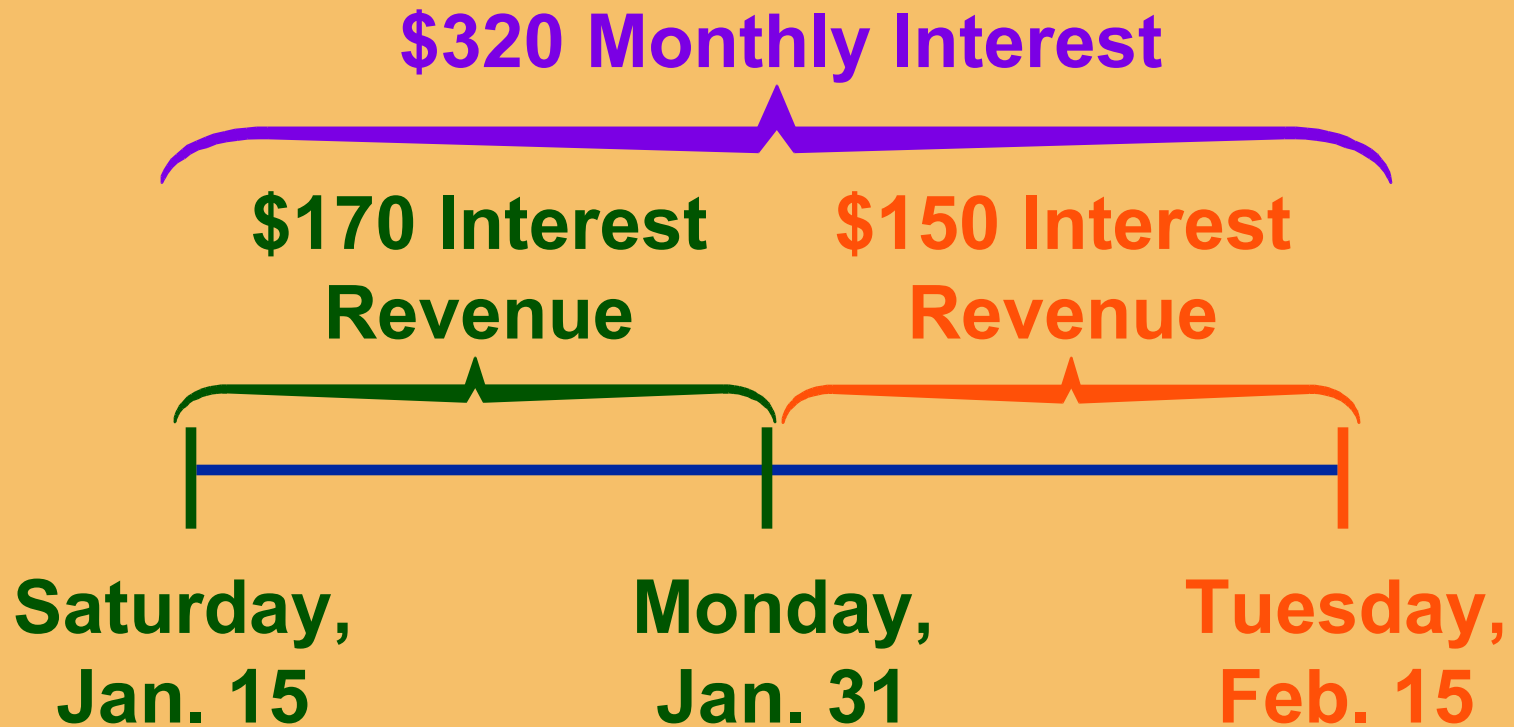 $320 Monthly Interest
$170 Interest
Revenue
$150 Interest
Revenue
Saturday,
Jan. 15
Monday,
Jan. 31
Tuesday,
Feb. 15